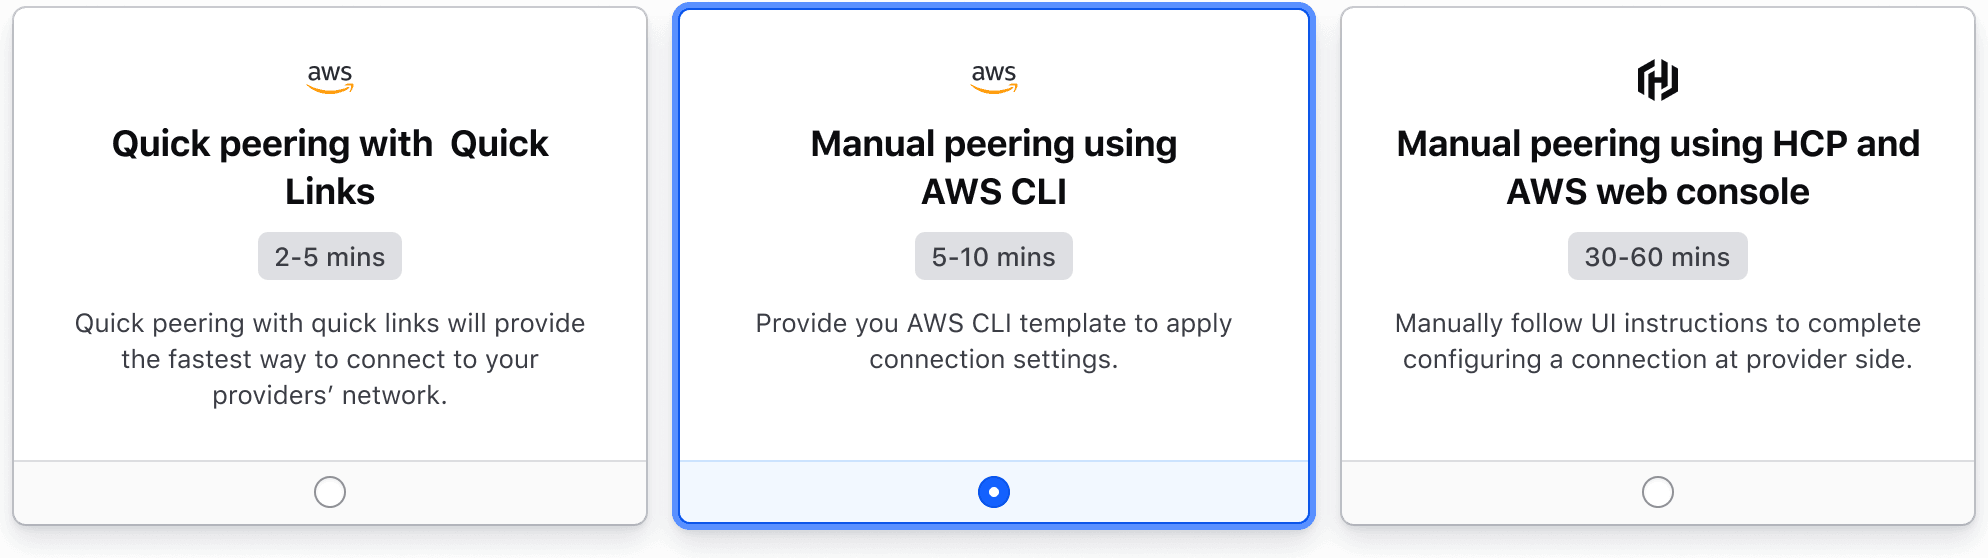 aws
Quick peering with  Quick
Links
2-5 mins
Quick peering with quick links will provide
the fastest way to connect to your
providers’ network.
aws
Manual peering using
AWS CLI
5-10 mins
Provide you AWS CLI template to apply
connection settings.
Manual peering using HCP and
AWS web console
30-60 mins
Manually follow UI instructions to complete
configuring a connection at provider side.